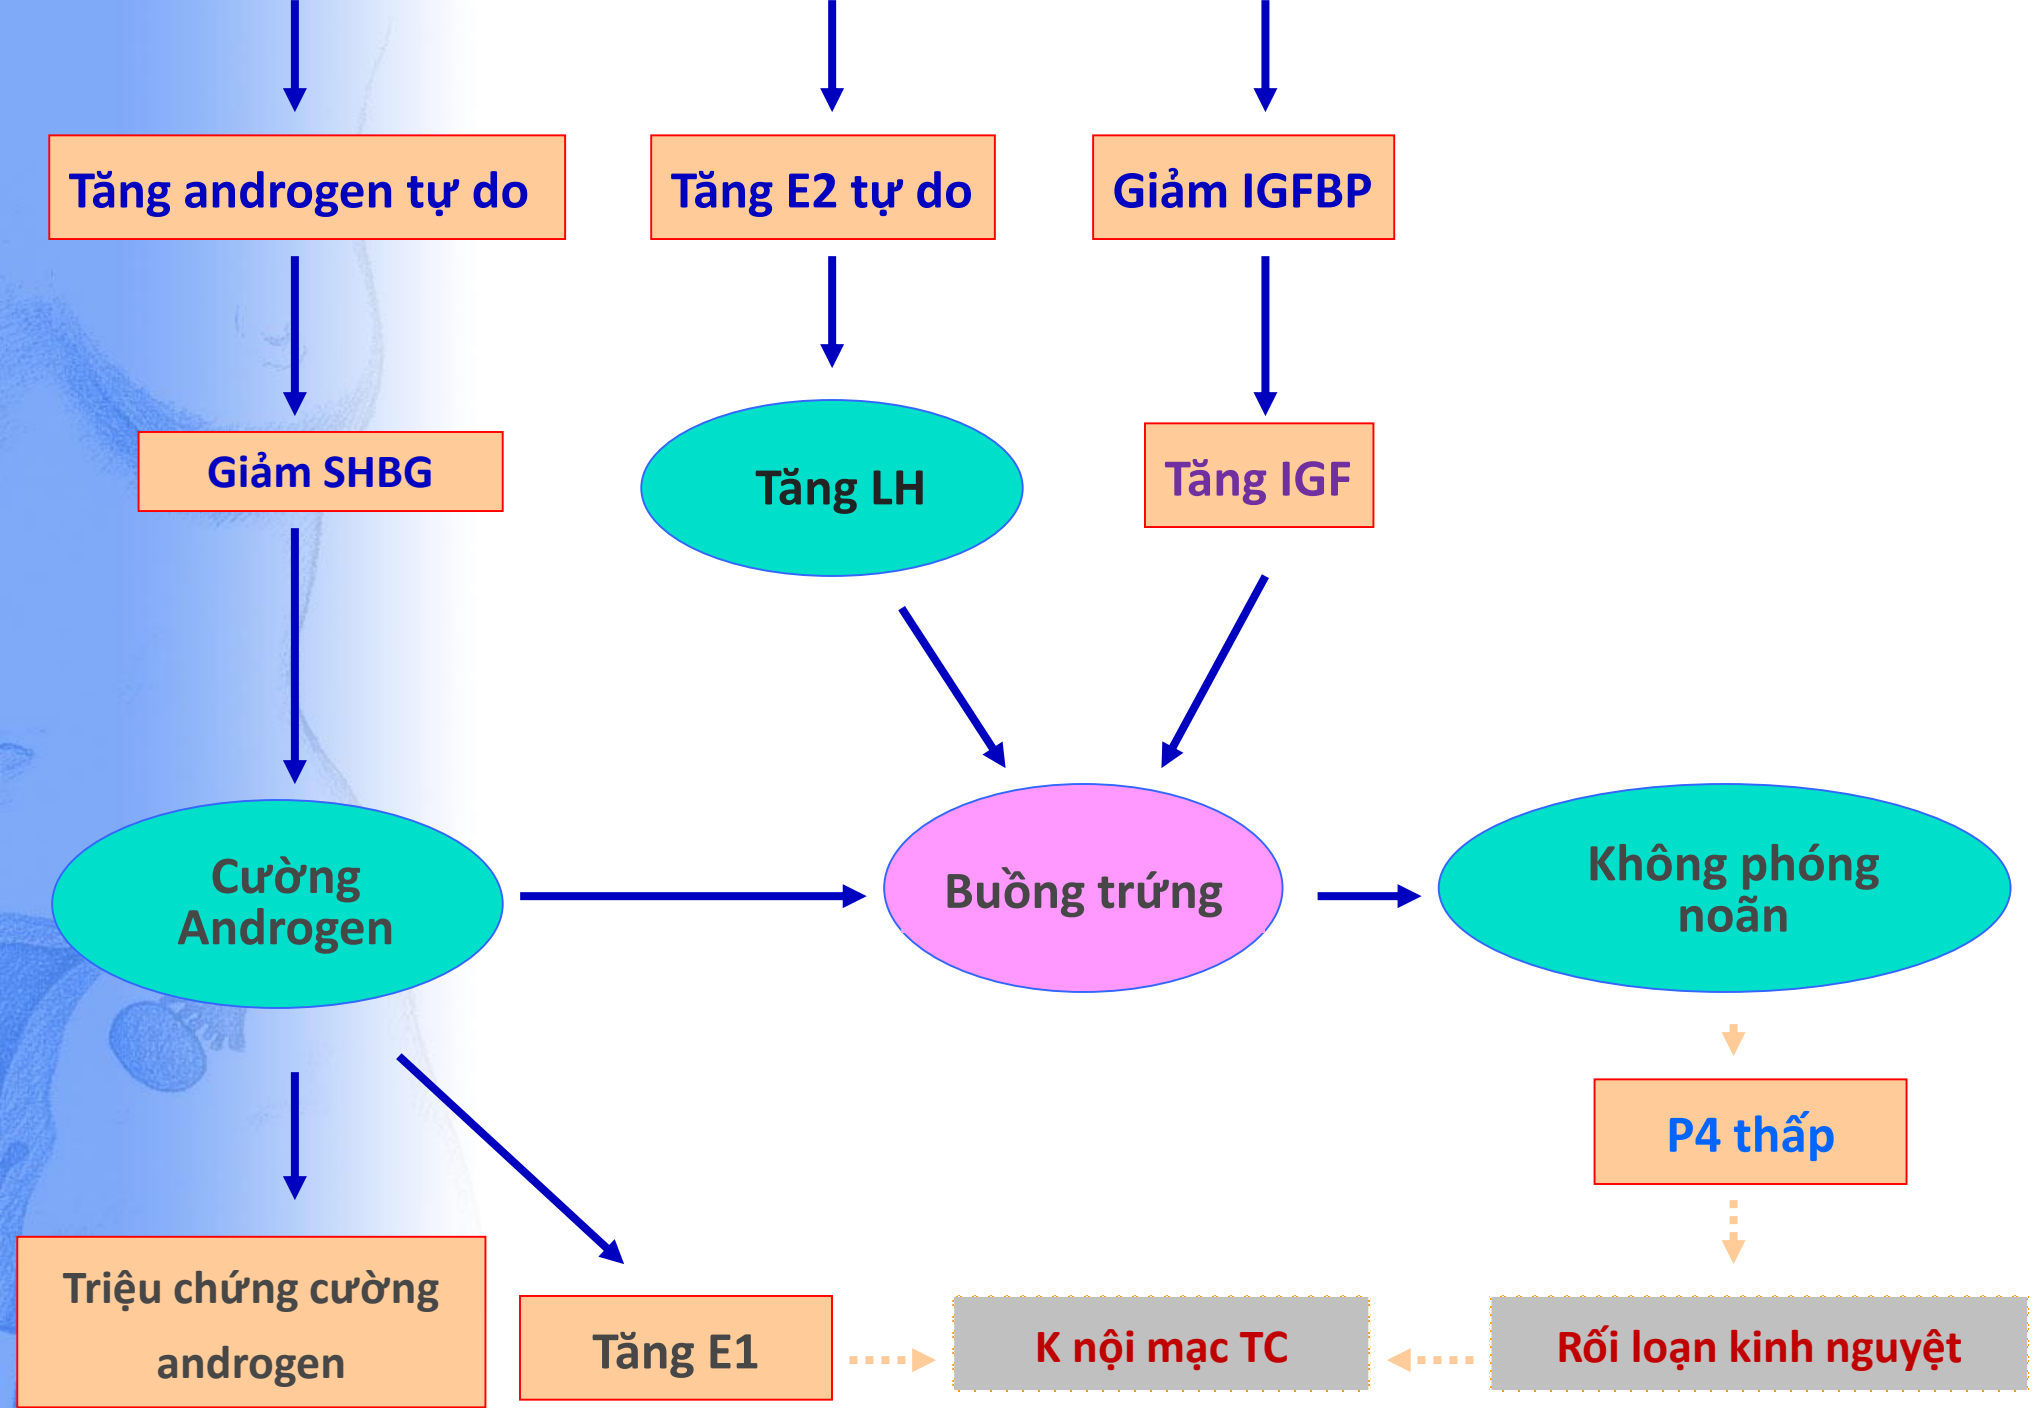 Tăng androgen tự do
Tăng E2 tự do
Giảm IGFBP
Giảm SHBG
Tăng LH
Tăng IGF
Cường
Androgen
Buồng trứng
Không phóng
noãn
P4 thấp
Triệu chứng cường
androgen
Tăng E1
K nội mạc TC
Rối loạn kinh nguyệt